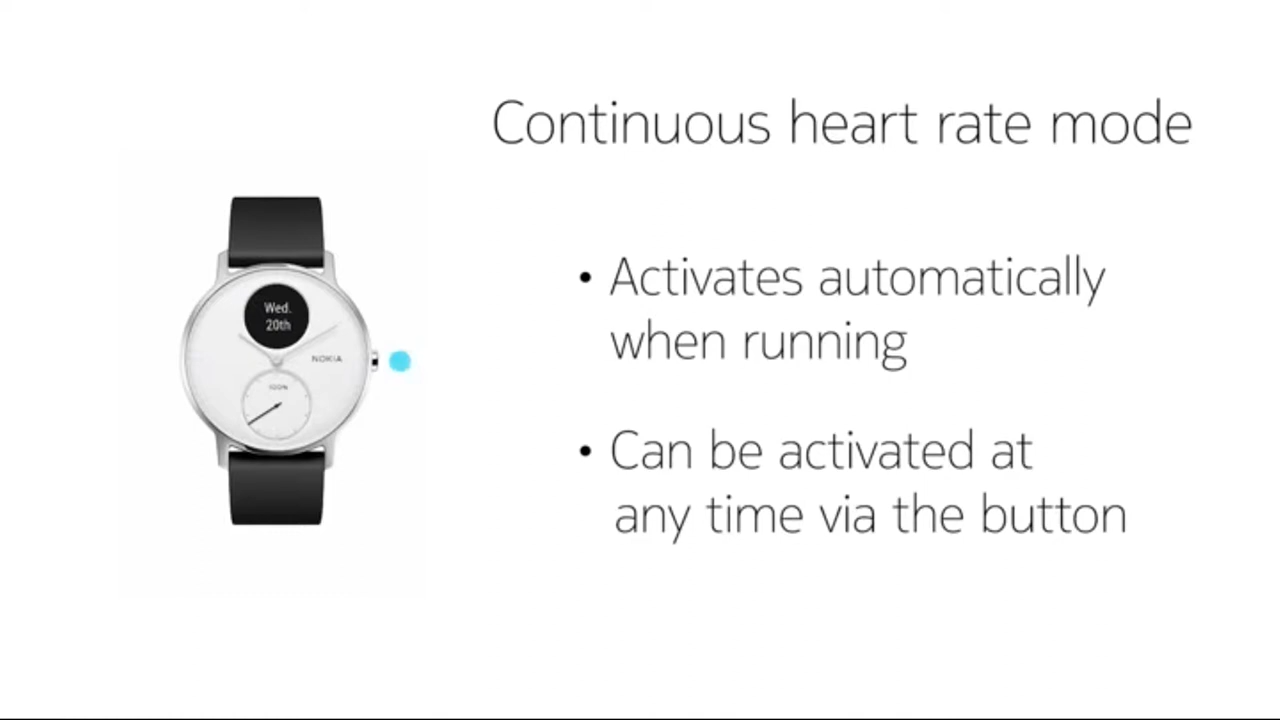 Continuous heart rate mode
Wed.
20th
NOKIA
• Activates automatically
when running
• Can be activated at
any time via the button